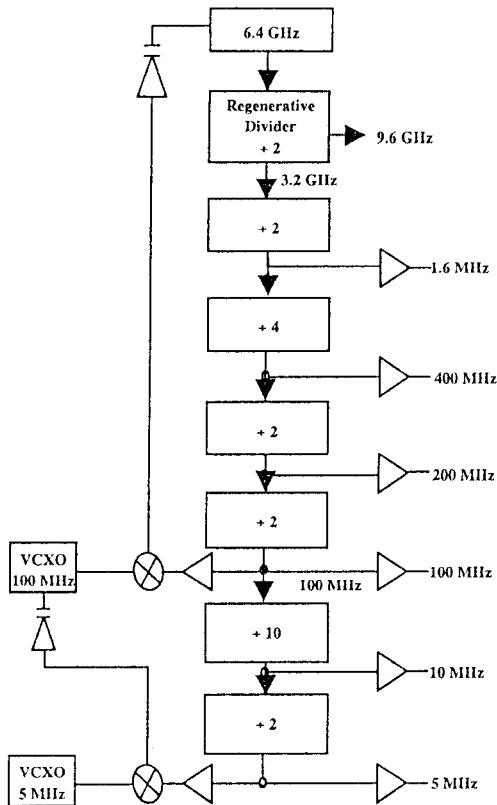 6.4 GHz
Regenerative
Divider
+ 2
9.6 GHz
3.2 GHz
+ 2
1.6 MHz
+ 4
400 MHz
+ 2
200 MHz
+ 2
VCXO
100 MHz
100 MHz
100 MHz
+ 10
10 MHz
+ 2
VCXO
5 MHz
5 MHz